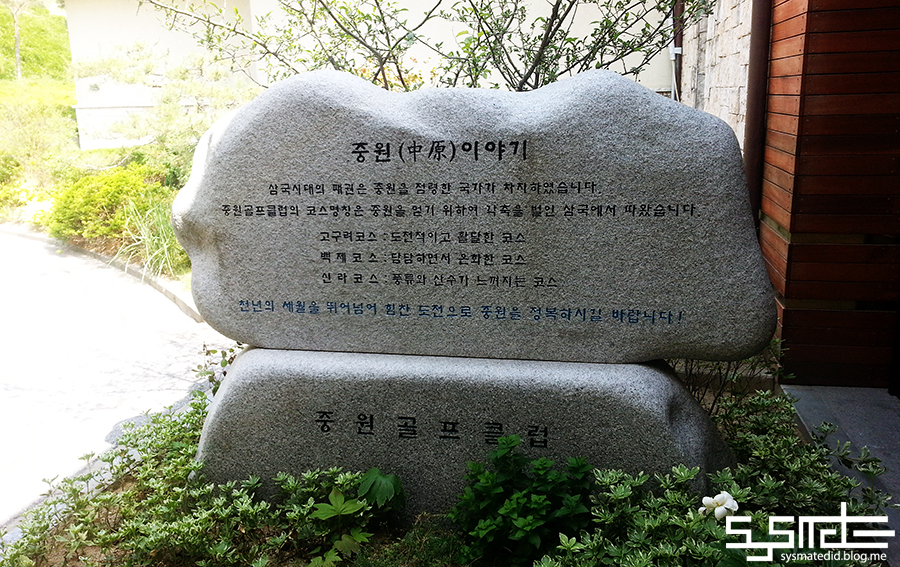 중원(中原)이야기
삼국시대의 패권은 중원을 점령한 국가가 차지하였습니다.
중원골프클럽의 코스명칭은 중원을 얻기 위하여 각축을 벌인 삼국에서 따왔습니다.
고구려코스 : 도전적이고 활달한 코스
백제코스 : 담담하면서 온화한 코스
신라코스 : 풍류와 산수가 느껴지는 코스
천년의 세월을 뛰어넘어 힘찬 도전으로 중원을 정복하시길 바랍니다!
중원골프클럽
sysmate
sysmatedid.blog.me